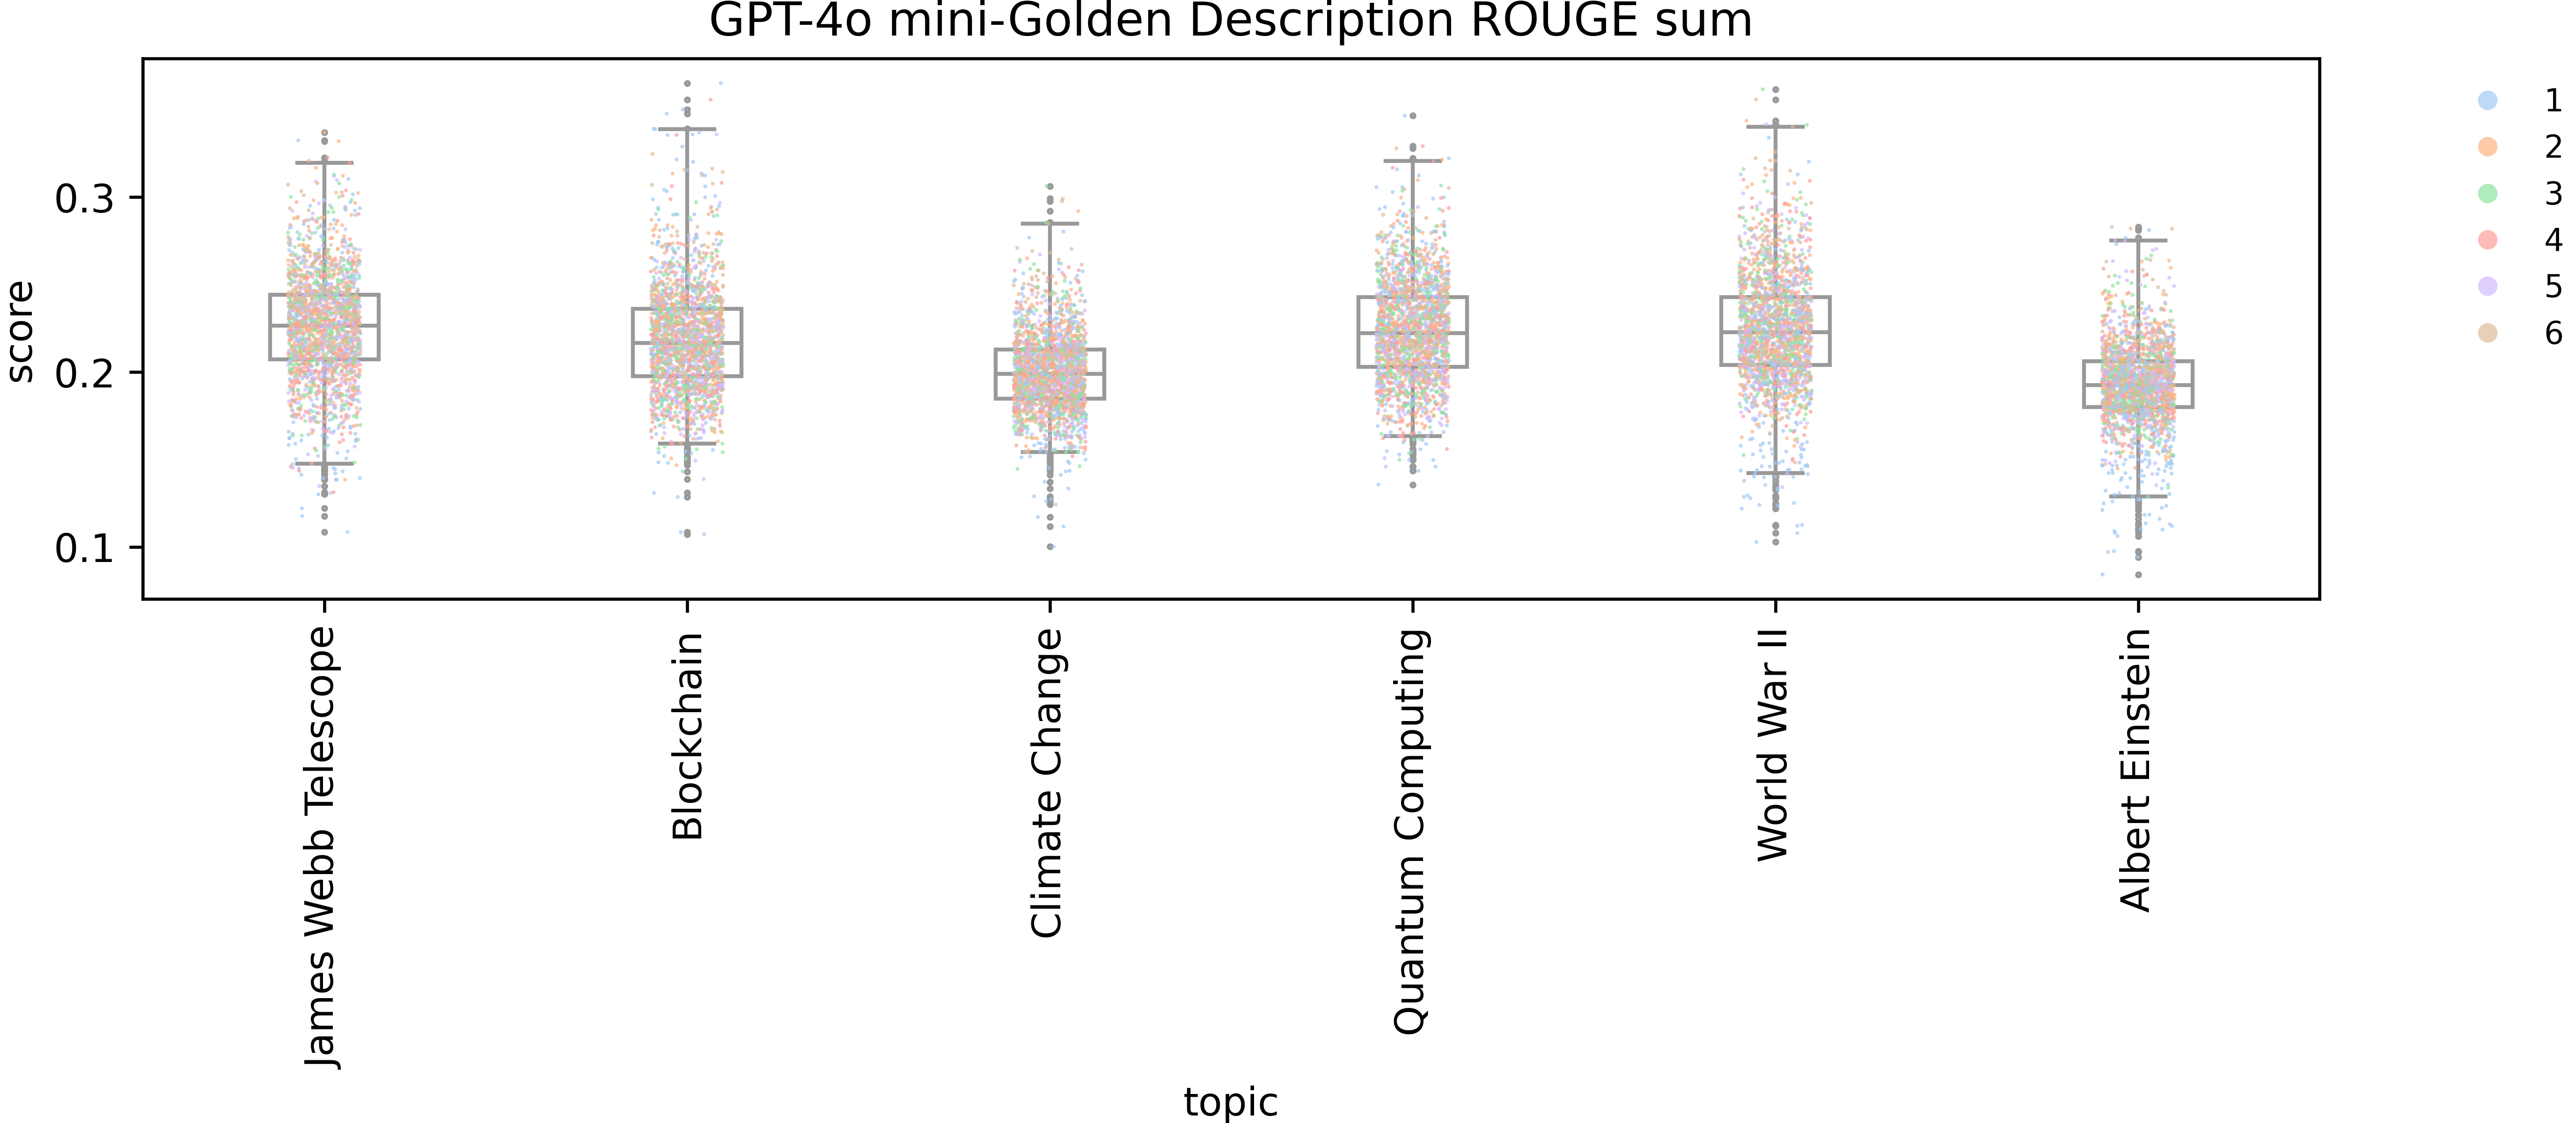 GPT-4o mini-Golden Description ROUGE sum
score
0.3
0.2
0.1
James Webb Telescope
Blockchain
Climate Change
Quantum Computing
World War II
Albert Einstein
topic
1
2
3
4
5
6